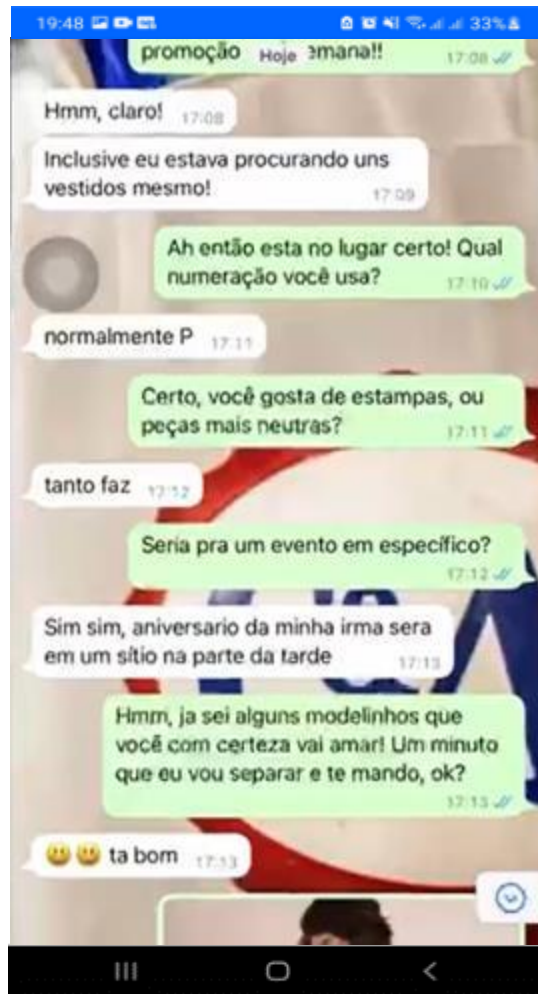 19:48
33%
promoção
Hoje
emana!!
17:08
Hmm, claro! 17:08
Inclusive eu estava procurando uns
vestidos mesmo!
17:09
Ah então esta no lugar certo! Qual
numeração você usa?
17:10
normalmente P 17:11
Certo, você gosta de estampas, ou
peças mais neutras?
17:11
tanto faz 17:12
Seria pra um evento em específico?
17:12
Sim sim, aniversario da minha irma sera
em um sítio na parte da tarde
17:13
Hmm, ja sei alguns modelinhos que
você com certeza vai amar! Um minuto
que eu vou separar e te mando, ok?
17:13
😃😃 ta bom 17:13